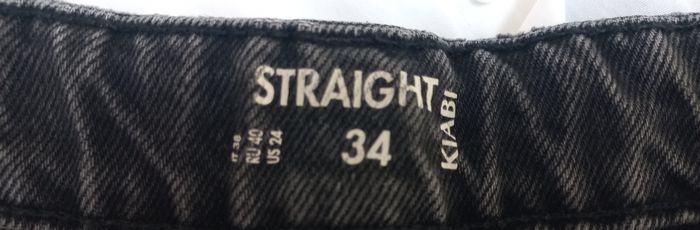 STRAIGHT
34
IT 38
RU 40
US 24
KIABI